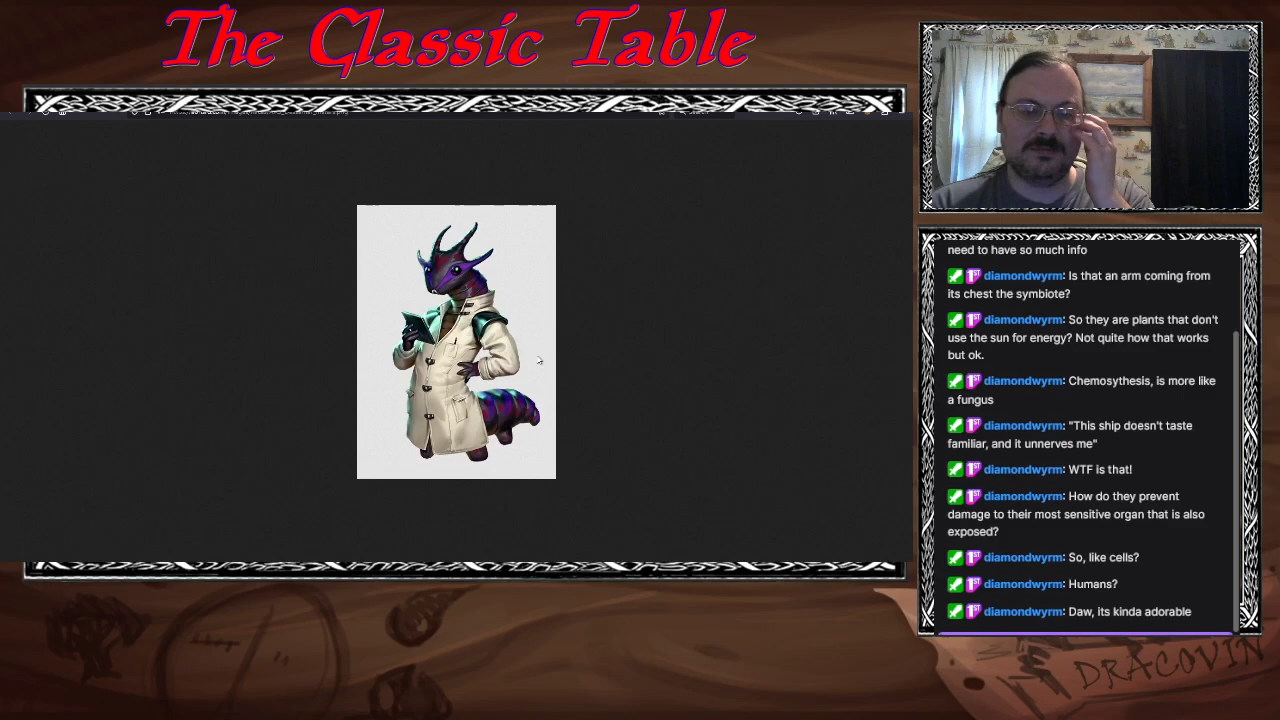 The Classic Table
need to have so much info
diamondwyrm: Is that an arm coming from
its chest the symbiote?
diamondwyrm: So they are plants that don't
use the sun for energy? Not quite how that works
but ok.
diamondwyrm: Chemosythesis, is more like
a fungus
diamondwyrm: "This ship doesn't taste
familiar, and it unnerves me"
diamondwyrm: WTF is that!
diamondwyrm: How do they prevent
damage to their most sensitive organ that is also
exposed?
diamondwyrm: So, like cells?
diamondwyrm: Humans?
diamondwyrm: Daw, its kinda adorable
DRACOVIN